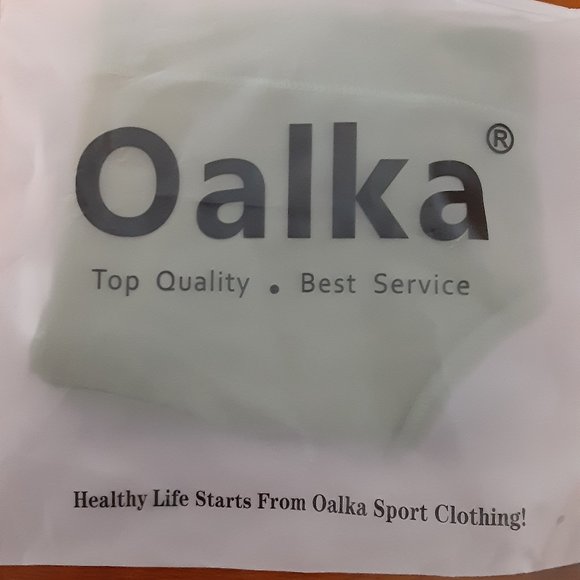 Oalka®
Top Quality . Best Service
Healthy Life Starts From Oalka Sport Clothing!